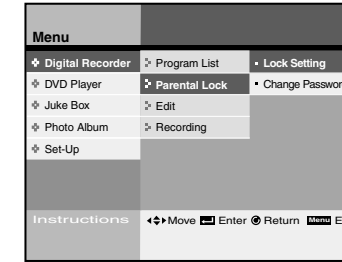 Menu
Digital Recorder
DVD Player
Juke Box
Photo Album
Set-Up
Program List
Parental Lock
Edit
Recording
Lock Setting
Change Passwor
Instructions
Move Enter Return Menu E